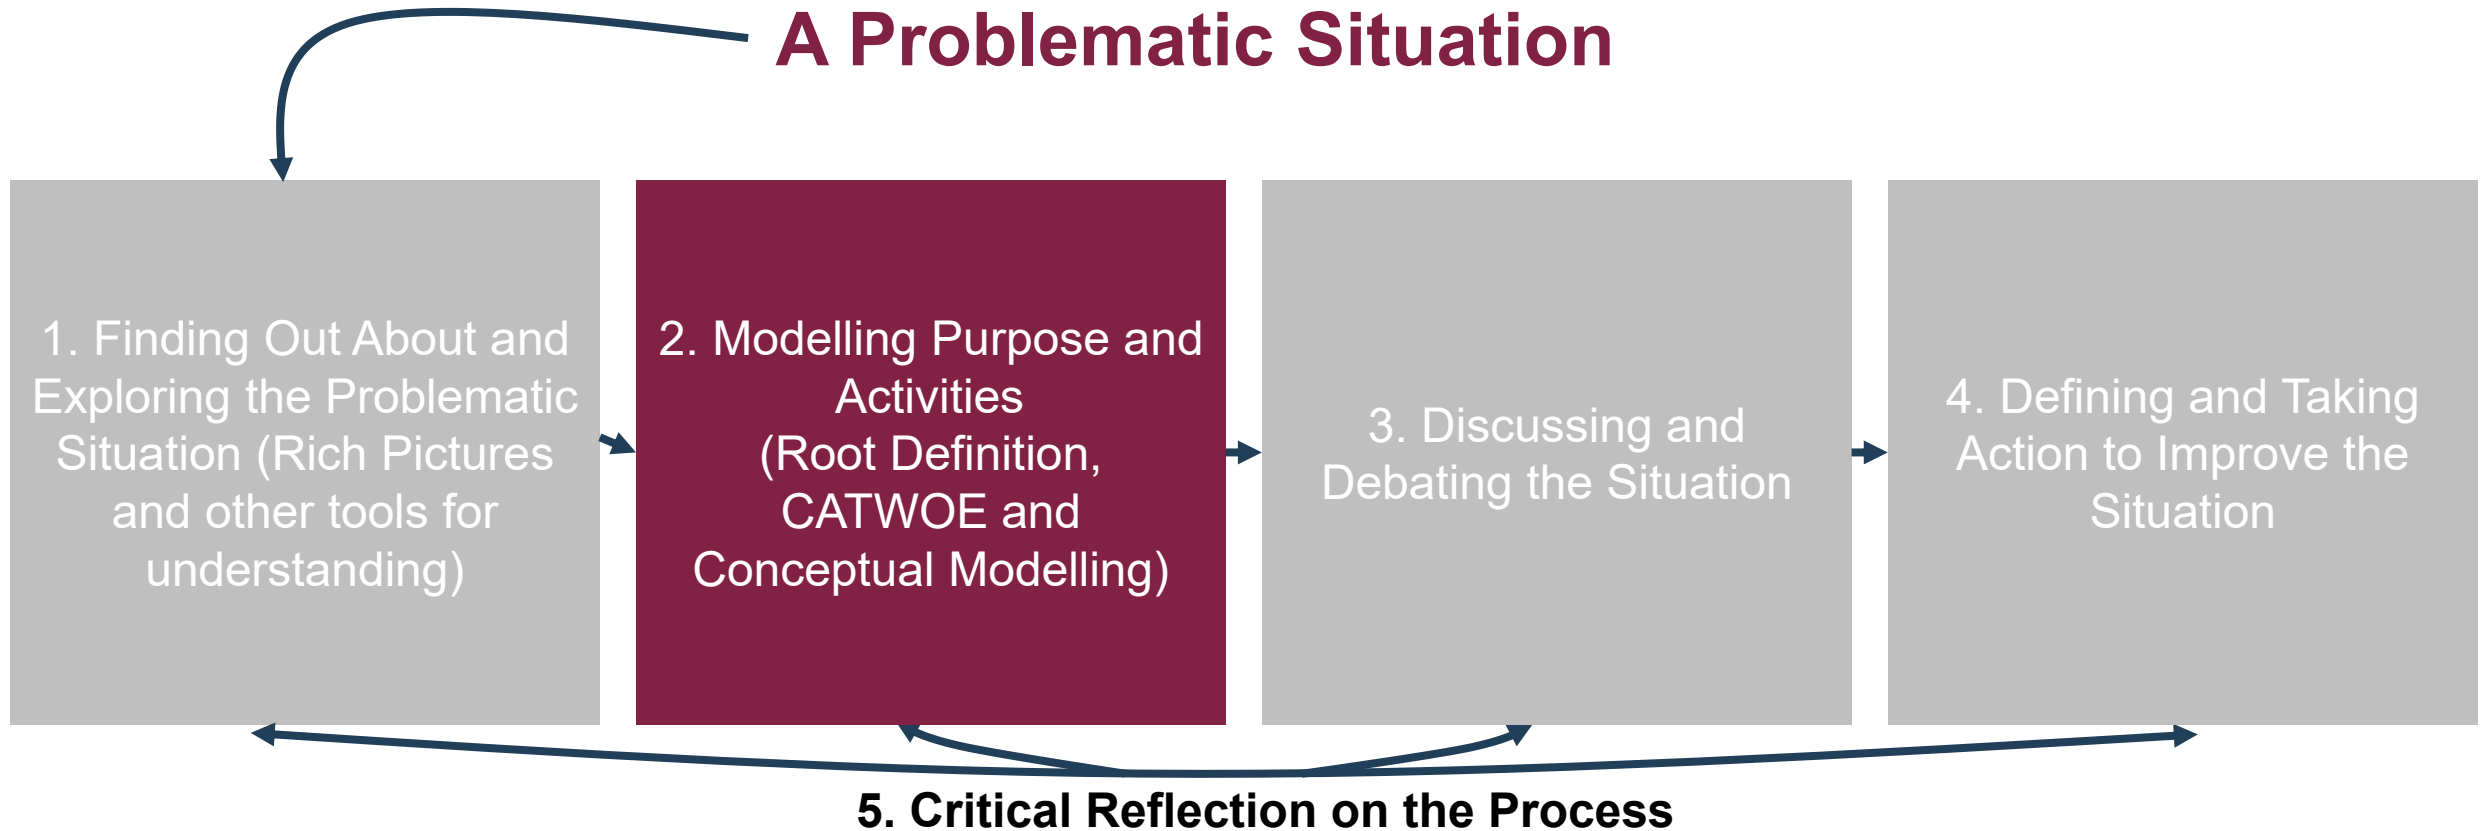 A Problematic Situation
1. Finding Out About and
Exploring the Problematic
Situation (Rich Pictures
and other tools for
understanding)
2. Modelling Purpose and
Activities
(Root Definition,
CATWOE and
Conceptual Modelling)
3. Discussing and
Debating the Situation
4. Defining and Taking
Action to Improve the
Situation
5. Critical Reflection on the Process